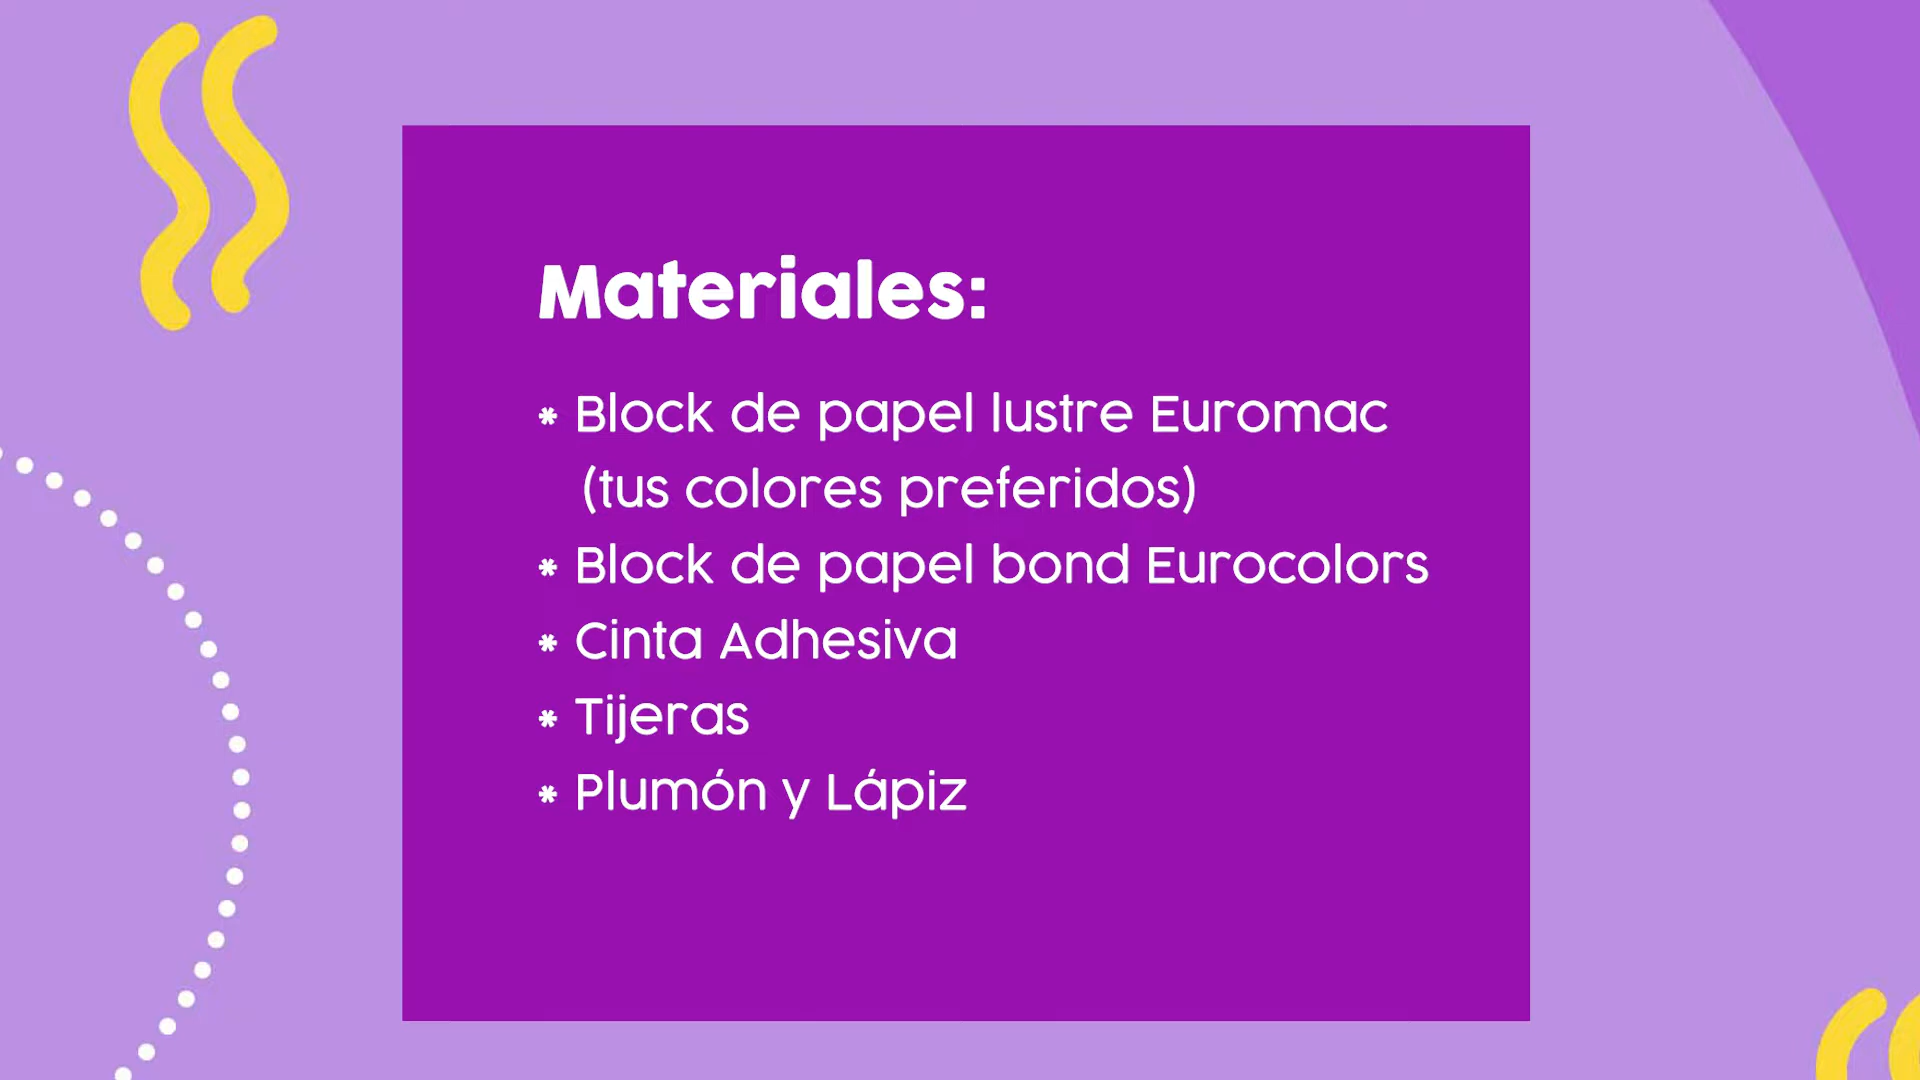 Materiales:
* Block de papel lustre Euromac
(tus colores preferidos)
* Block de papel bond Eurocolors
* Cinta Adhesiva
* Tijeras
* Plumón y Lápiz